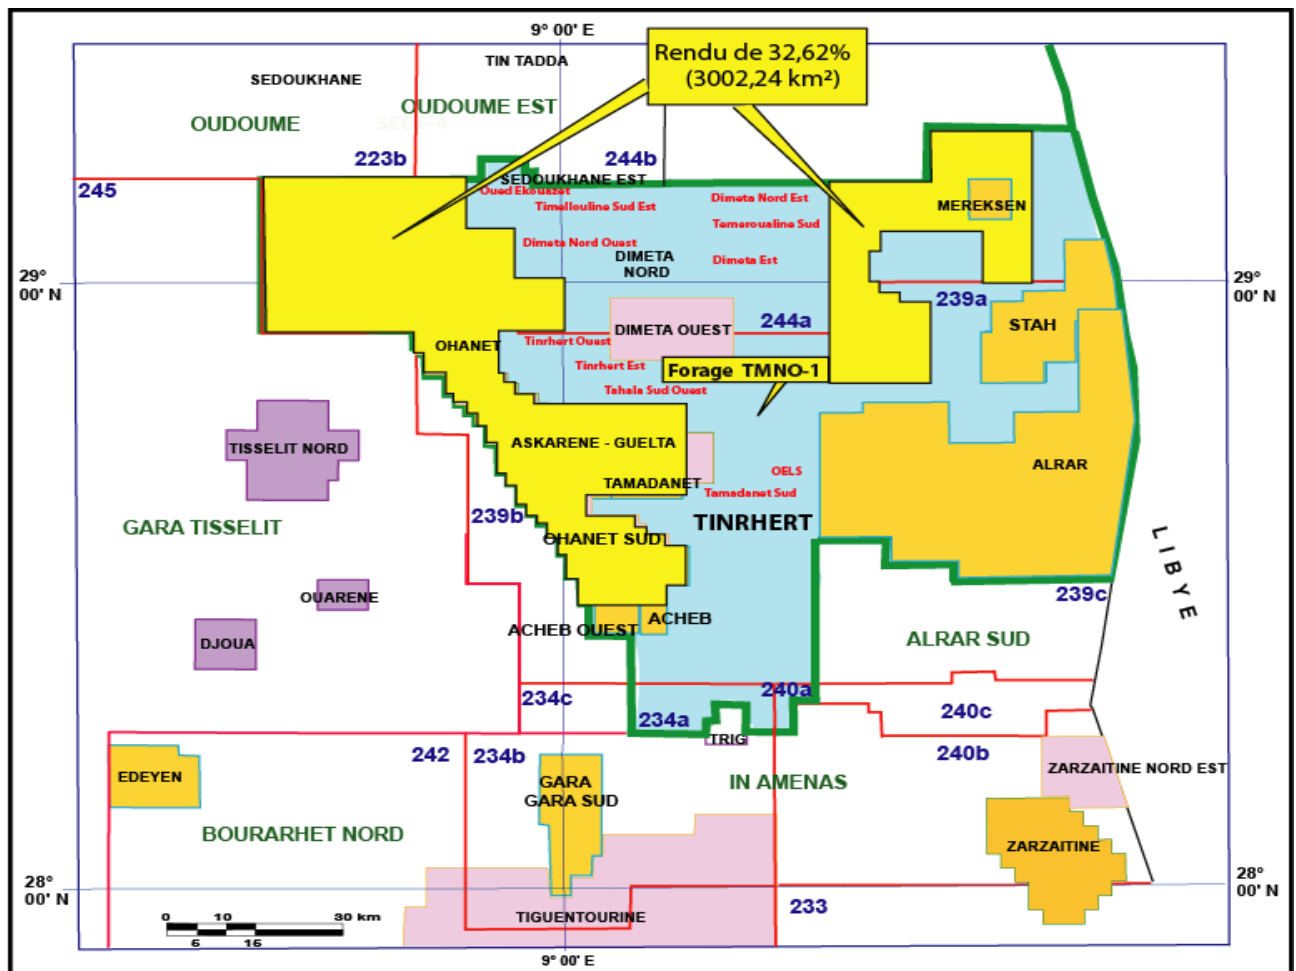 9° 00' E
Rendu de 32,62%
(3002,24 km²)
TIN TADDA
SEDOUKHANE
OUDOUME EST
OUDOUME
223b
244b
245
SEDOUKHANE EST
Oued Ekouazet
Timellouline Sud Est
Dimeta Nord Est
MEREKSEN
Temeroualine Sud
Dimeta Nord Ouest
DIMETA
NORD
Dimeta Est
29°
00' N
29°
00' N
239a
244a
STAH
DIMETA OUEST
Tinrhert Ouest
OHANET
Tinrhert Est
Forage TMNO-1
Tahala Sud Ouest
TISSELIT NORD
ASKARENE - GUELTA
ALRAR
OELS
TAMADANET
Tamadanet Sud
239b
TINRHERT
GARA TISSELIT
OHANET SUD
LIBYE
OUARENE
239c
ACHEB
ACHEB OUEST
DJOUA
ALRAR SUD
234c
240a
234a
240c
TRIG
242
234b
240b
ZARZAITINE NORD EST
EDEYEN
GARA
GARA SUD
IN AMENAS
BOURARHET NORD
ZARZAITINE
28°
00' N
28°
00' N
233
TIGUENTOURINE
0 10 30 km
5 15
9° 00' E